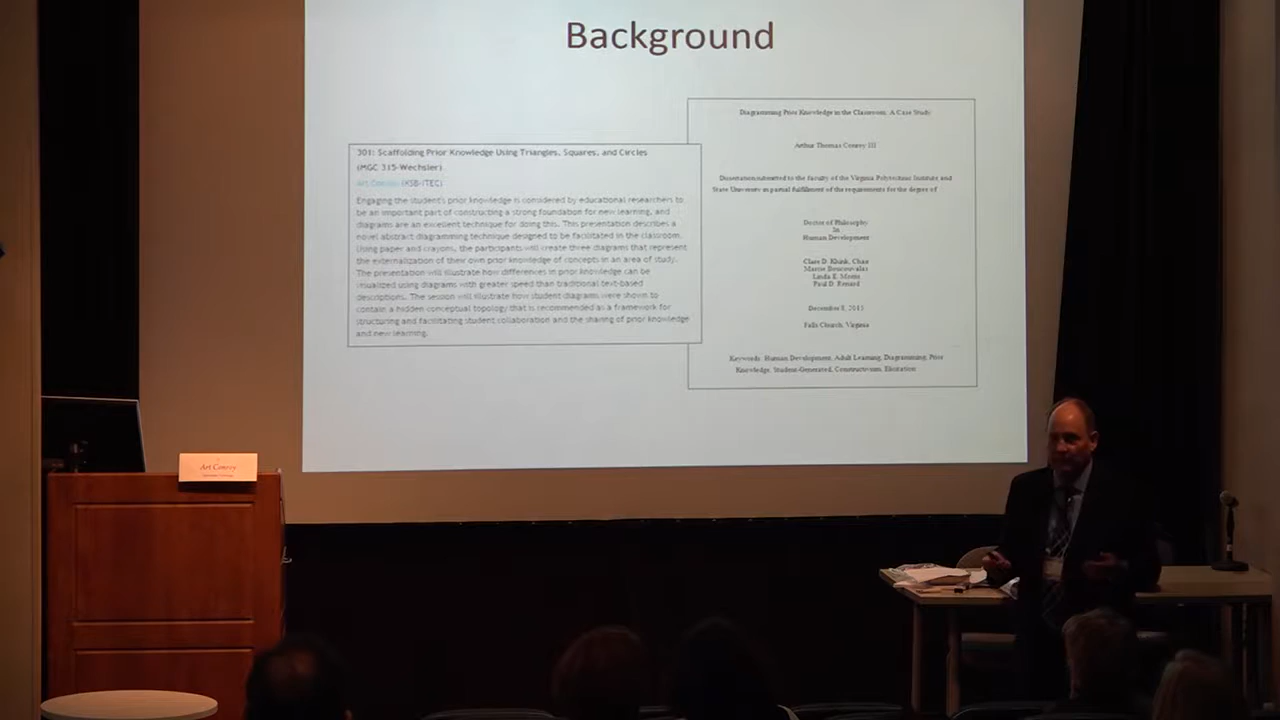 Background
301: Scaffolding Prior Knowledge Using Triangles, Squares, and Circles
(MGC 315-Wechsler)
Art Conroy (KSB-ITEC)
Engaging the student's prior knowledge is considered by educational researchers to
be an important part of constructing a strong foundation for new learning, and
diagrams are an excellent technique for doing this. This presentation describes a
novel abstract diagramming technique designed to be facilitated in the classroom.
Using paper and crayons, the participants will create three diagrams that represent
the externalization of their own prior knowledge of concepts in an area of study.
The presentation will illustrate how differences in prior knowledge can be
visualized using diagrams with greater speed than traditional text-based
descriptions. The session will illustrate how student diagrams were shown to
contain a hidden conceptual topology that is recommended as a framework for
structuring and facilitating student collaboration and the sharing of prior knowledge
and new learning.
Diagramming Prior Knowledge in the Classroom: A Case Study
Arthur Thomas Conroy III
Dissertation submitted to the faculty of the Virginia Polytechnic Institute and
State University in partial fulfillment of the requirements for the degree of
Doctor of Philosophy
In
Human Development
Clare D. Klunk, Chair
Marcie Boucouvalas
Linda E. Morris
Paul D. Renard
December 8, 2015
Falls Church, Virginia
Keywords: Human Development, Adult Learning, Diagramming, Prior
Knowledge, Student-Generated, Constructivism, Elicitation
Art Conroy